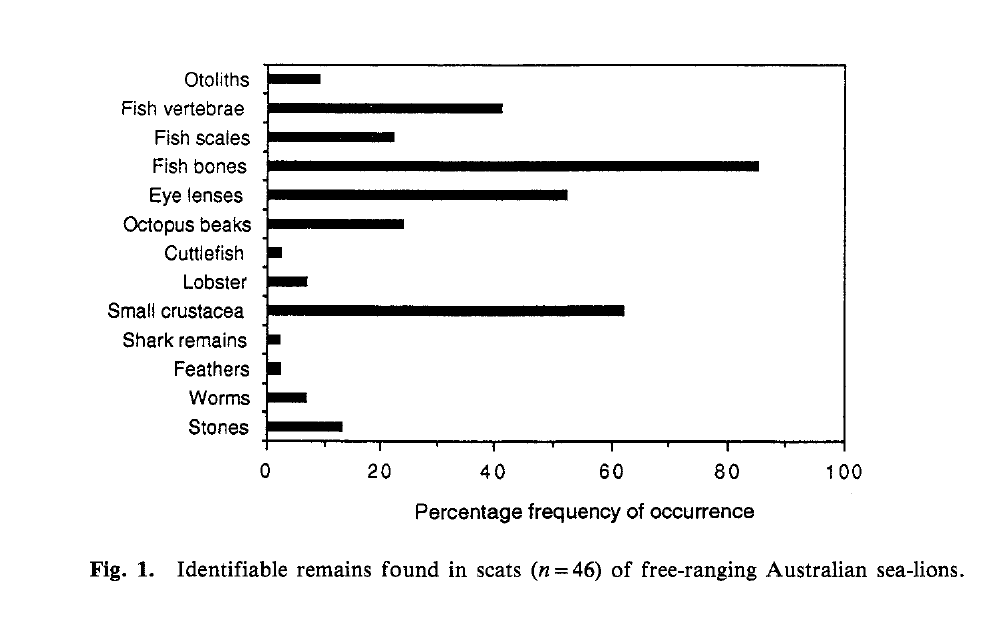 Otoliths
Fish vertebrae
Fish scales
Fish bones
Eye lenses
Octopus beaks
Cuttlefish
Lobster
Small crustacea
Shark remains
Feathers
Worms
Stones
0 20 40 60 80 100
Percentage frequency of occurrence
Fig. 1. Identifiable remains found in scats (n=46) of free-ranging Australian sea-lions.